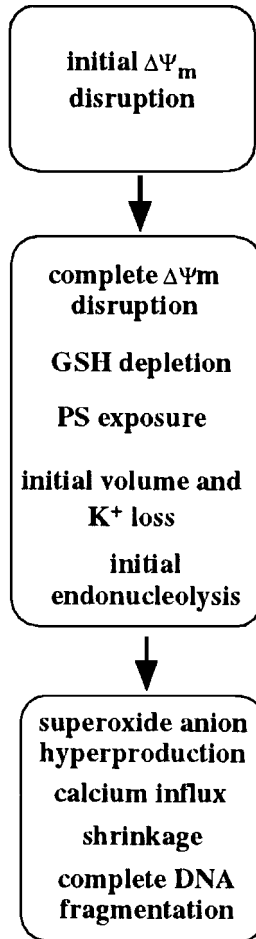 initial ΔΨm
disruption
complete ΔΨm
disruption
GSH depletion
PS exposure
initial volume and
K+ loss
initial
endonucleolysis
superoxide anion
hyperproduction
calcium influx
shrinkage
complete DNA
fragmentation